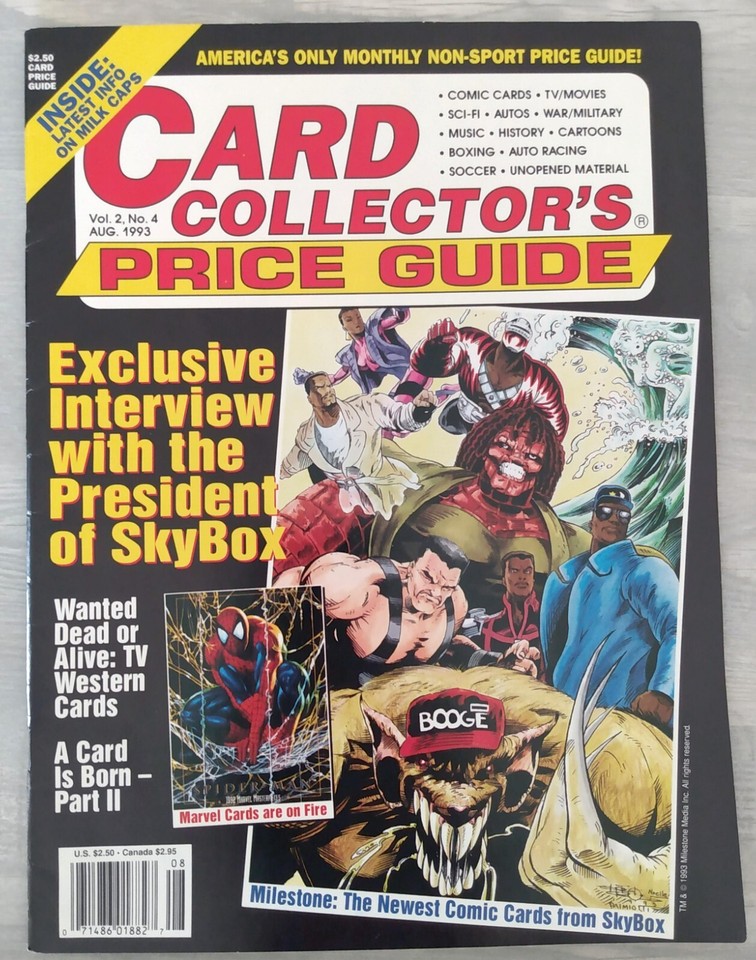 $2.50
CARD
PRICE
GUIDE
INSIDE:
LATEST INFO
ON MILK CAPS
AMERICA'S ONLY MONTHLY NON-SPORT PRICE GUIDE!
• COMIC CARDS • TV/MOVIES
• SCI-FI • AUTOS • WAR/MILITARY
• MUSIC • HISTORY • CARTOONS
• BOXING • AUTO RACING
• SOCCER • UNOPENED MATERIAL
CARD
COLLECTOR'S®
PRICE GUIDE
Vol. 2, No. 4
AUG. 1993
Exclusive
Interview
with the
President
of SkyBox
Wanted
Dead or
Alive: TV
Western
Cards
A Card
Is Born –
Part II
SPIDER-MAN
Marvel Cards are on Fire
BOOGE
Milestone: The Newest Comic Cards from SkyBox
TM & © 1993 Milestone Media Inc. All rights reserved.
U.S. $2.50 • Canada $2.95
08
0 71486 01882 7